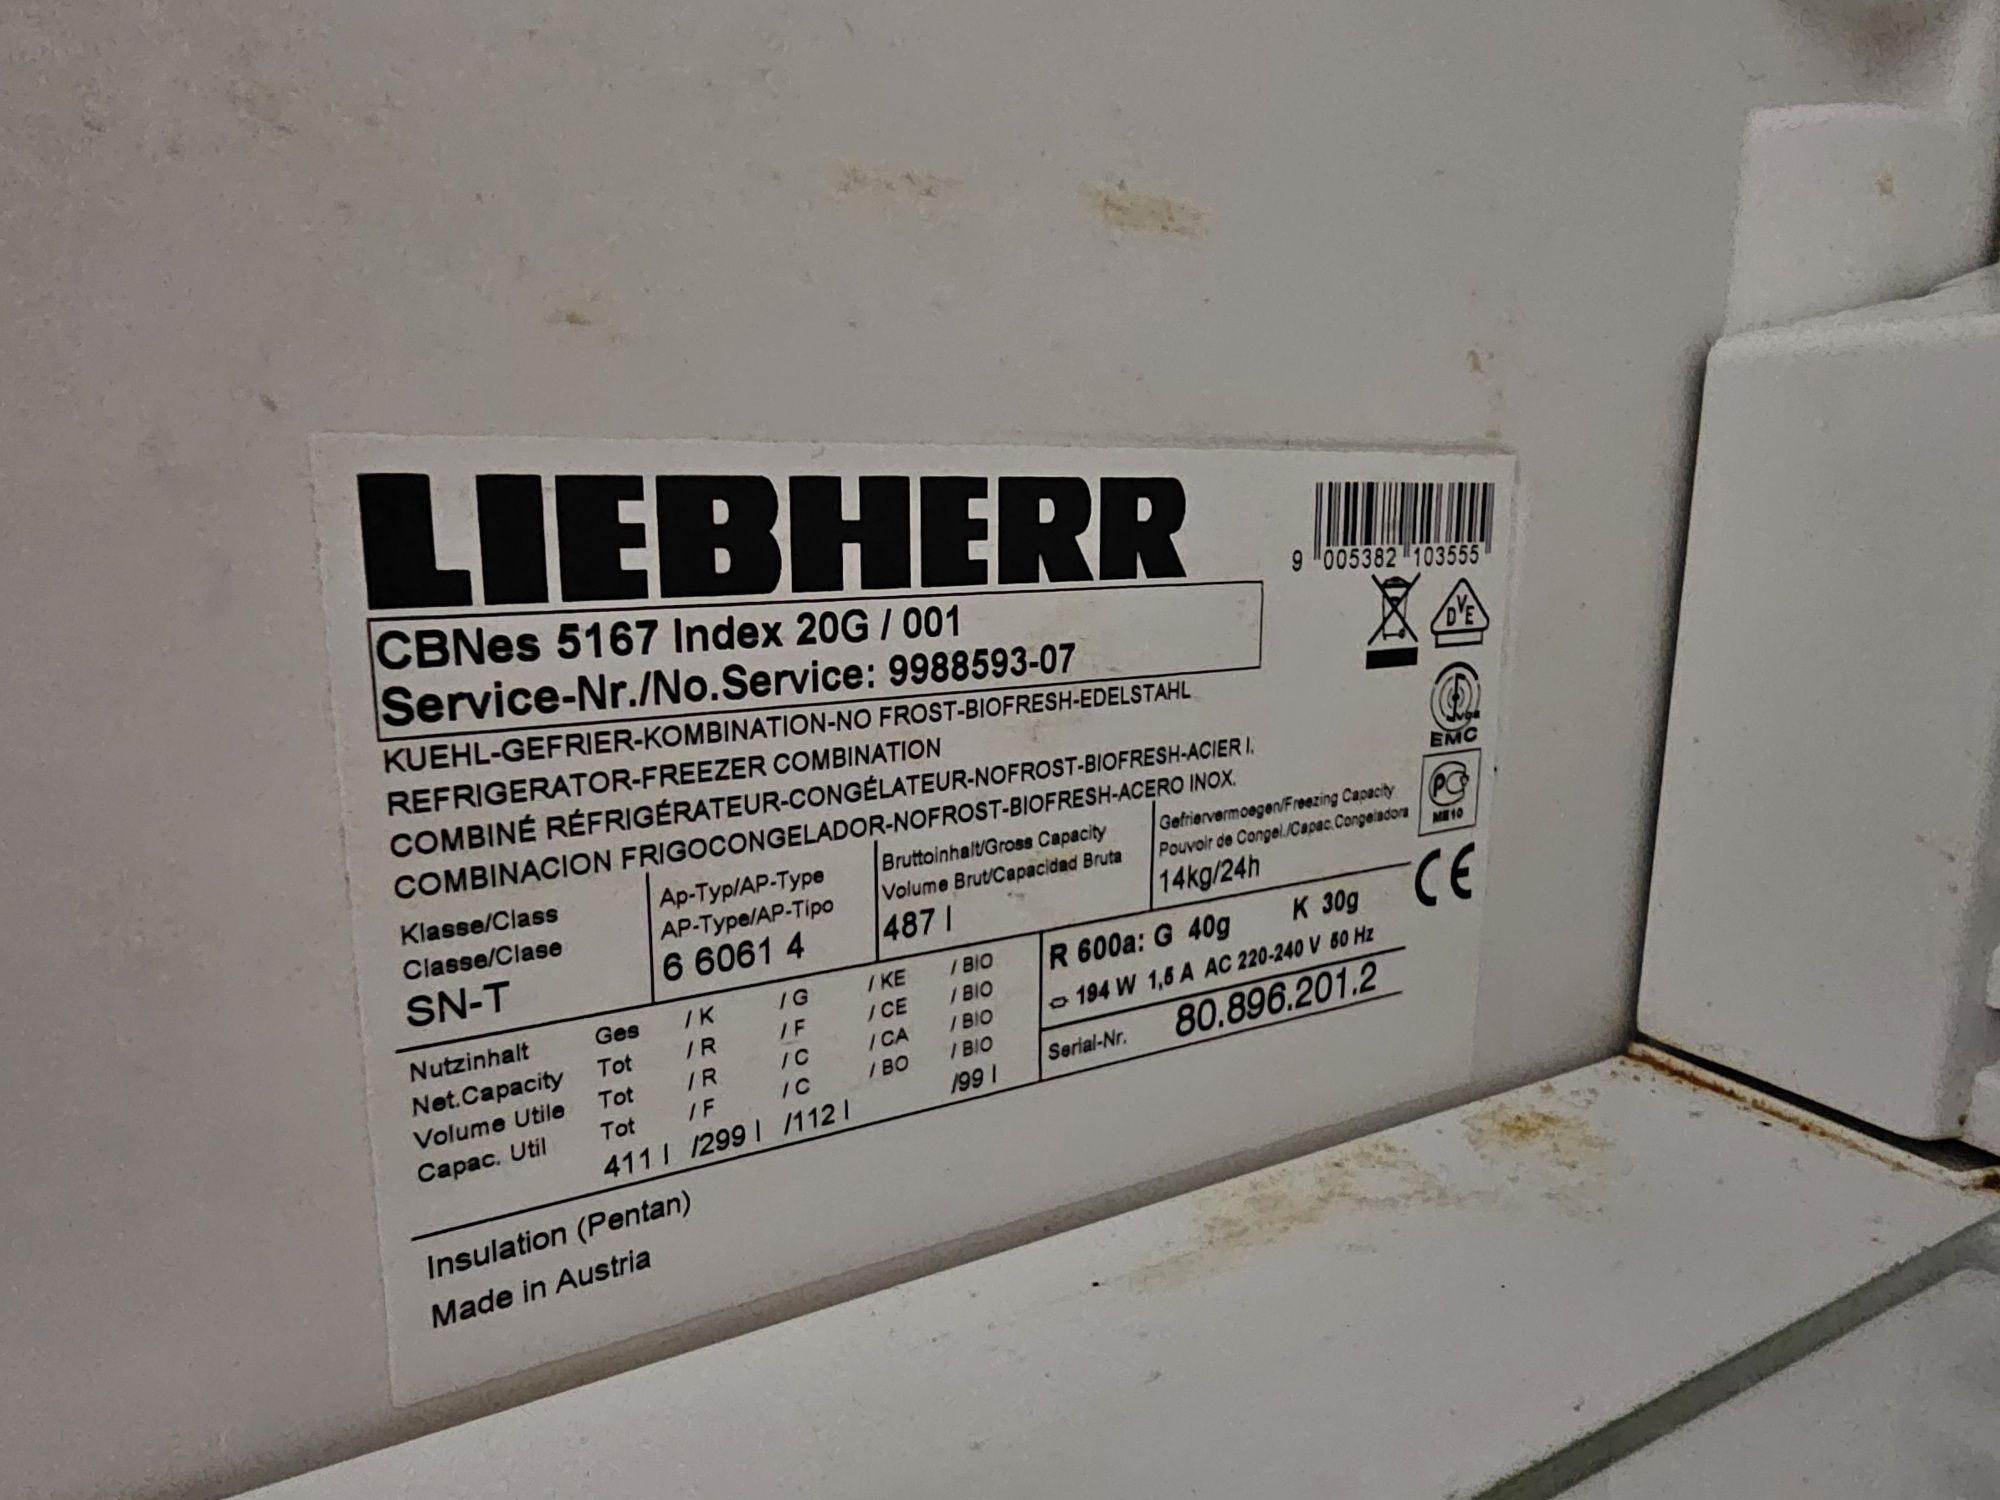 LIEBHERR
9 005382 103555
CBNes 5167 Index 20G / 001
Service-Nr./No.Service: 9988593-07
KUEHL-GEFRIER-KOMBINATION-NO FROST-BIOFRESH-EDELSTAHL
REFRIGERATOR-FREEZER COMBINATION
COMBINÉ RÉFRIGÉRATEUR-CONGÉLATEUR-NOFROST-BIOFRESH-ACIER I.
COMBINACION FRIGOCONGELADOR-NOFROST-BIOFRESH-ACERO INOX.
DVE
EMC
PC
ME10
CE
Klasse/Class
Classe/Clase
SN-T
Ap-Typ/AP-Type
AP-Type/AP-Tipo
6 6061 4
Bruttoinhalt/Gross Capacity
Volume Brut/Capacidad Bruta
487 l
Gefriervermoegen/Freezing Capacity
Pouvoir de Congel./Capac.Congeladora
14kg/24h
Nutzinhalt Ges / K / G / KE / BIO
Net.Capacity Tot / R / F / CE / BIO
Volume Utile Tot / R / C / CA / BIO
Capac. Util Tot / F / C / BO / BIO
411 l /299 l /112 l /99 l
R 600a: G 40g K 30g
194 W 1,5 A AC 220-240 V 50 Hz
Serial-Nr. 80.896.201.2
Insulation (Pentan)
Made in Austria